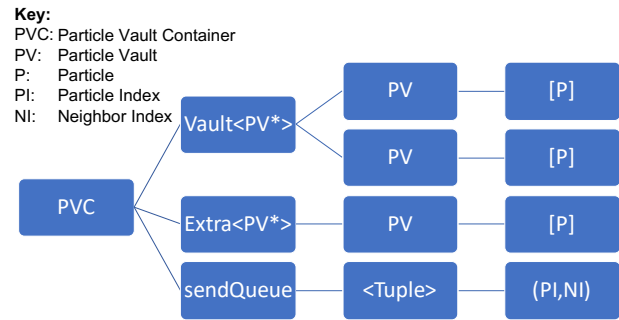 Key:
PVC: Particle Vault Container
PV: Particle Vault
P: Particle
PI: Particle Index
NI: Neighbor Index
PV [P]
Vault<PV*>
PV [P]
PVC
Extra<PV*> PV [P]
sendQueue <Tuple> (PI,NI)